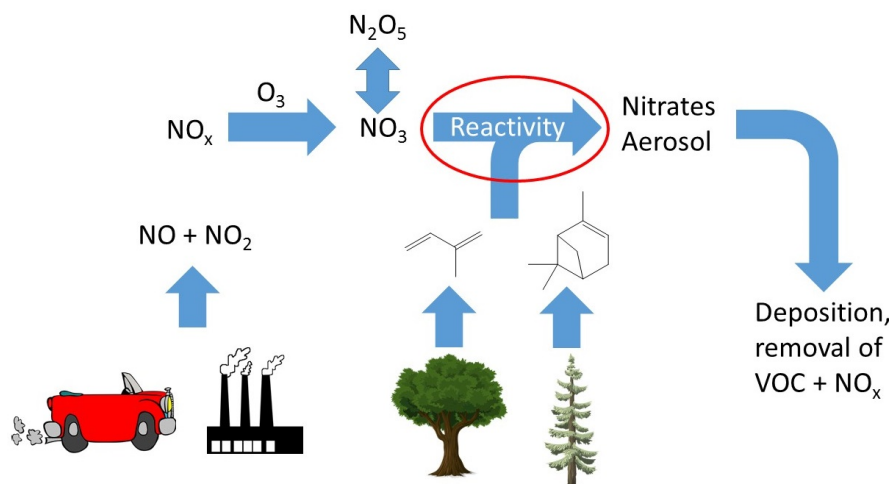 N₂O₅
O₃
NOₓ
NO₃
Reactivity
Nitrates
Aerosol
NO + NO₂
Deposition,
removal of
VOC + NOₓ